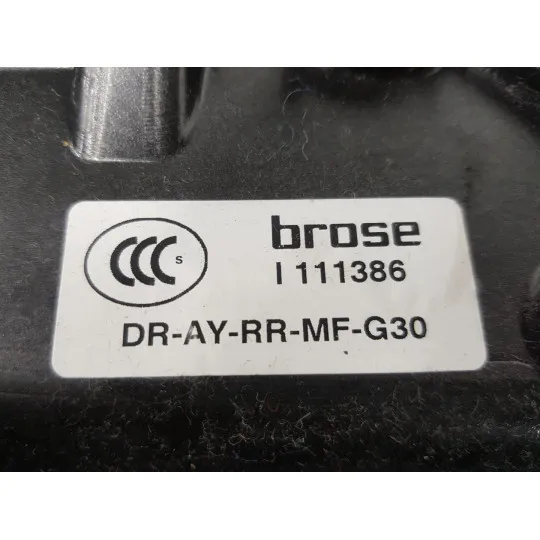 CCC S
brose
I 111386
DR-AY-RR-MF-G30